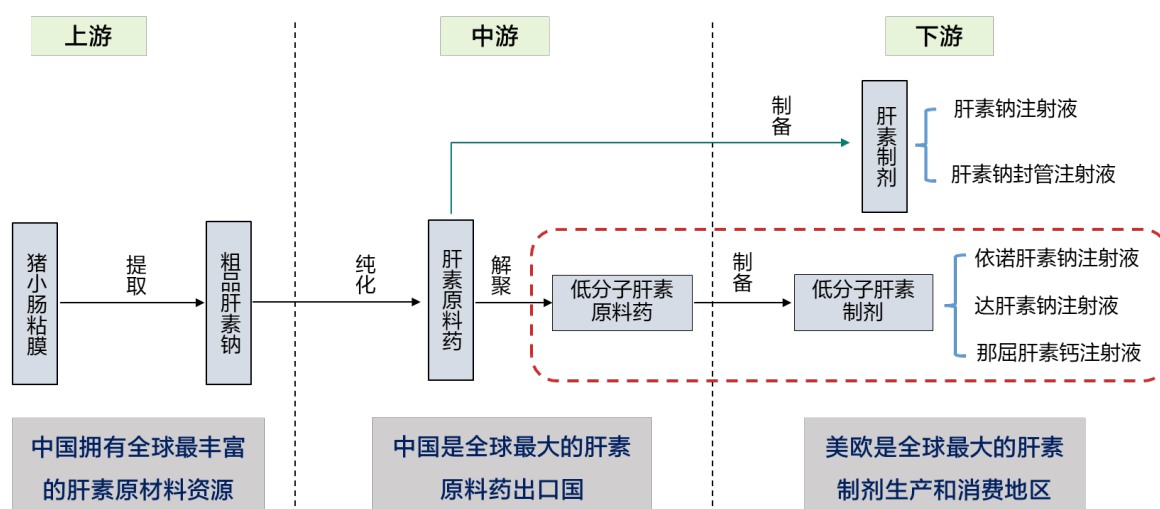 上游
中游
下游
制备
肝素制剂
肝素钠注射液
肝素钠封管注射液
猪小肠粘膜
提取
粗品肝素钠
纯化
肝素原料药
解聚
低分子肝素
原料药
制备
低分子肝素
制剂
依诺肝素钠注射液
达肝素钠注射液
那屈肝素钙注射液
中国拥有全球最丰富
的肝素原材料资源
中国是全球最大的肝素
原料药出口国
美欧是全球最大的肝素
制剂生产和消费地区